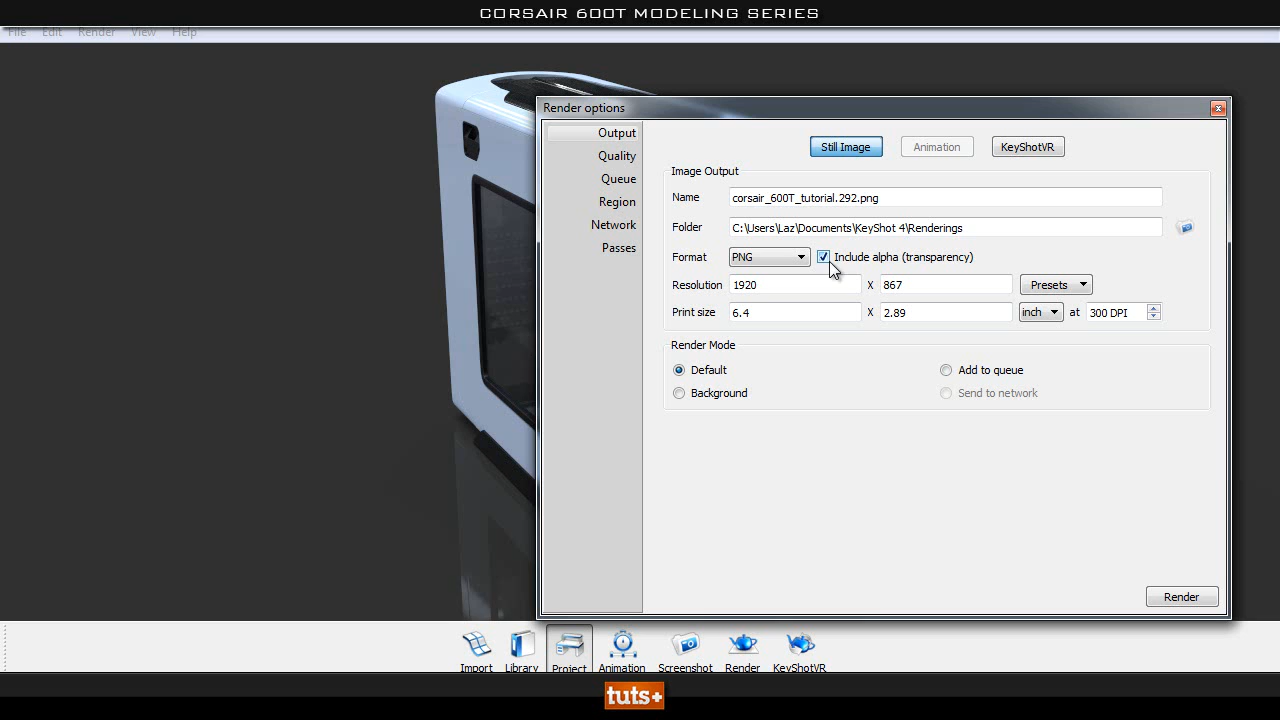 CORSAIR 600T MODELING SERIES
File Edit Render View Help
Render options
Output
Quality
Queue
Region
Network
Passes
Still Image Animation KeyShotVR
Image Output
Name corsair_600T_tutorial.292.png
Folder C:\Users\Laz\Documents\KeyShot 4\Renderings
Format PNG Include alpha (transparency)
Resolution 1920 X 867 Presets
Print size 6.4 X 2.89 inch at 300 DPI
Render Mode
Default Add to queue
Background Send to network
Render
Import Library Project Animation Screenshot Render KeyShotVR
tuts+